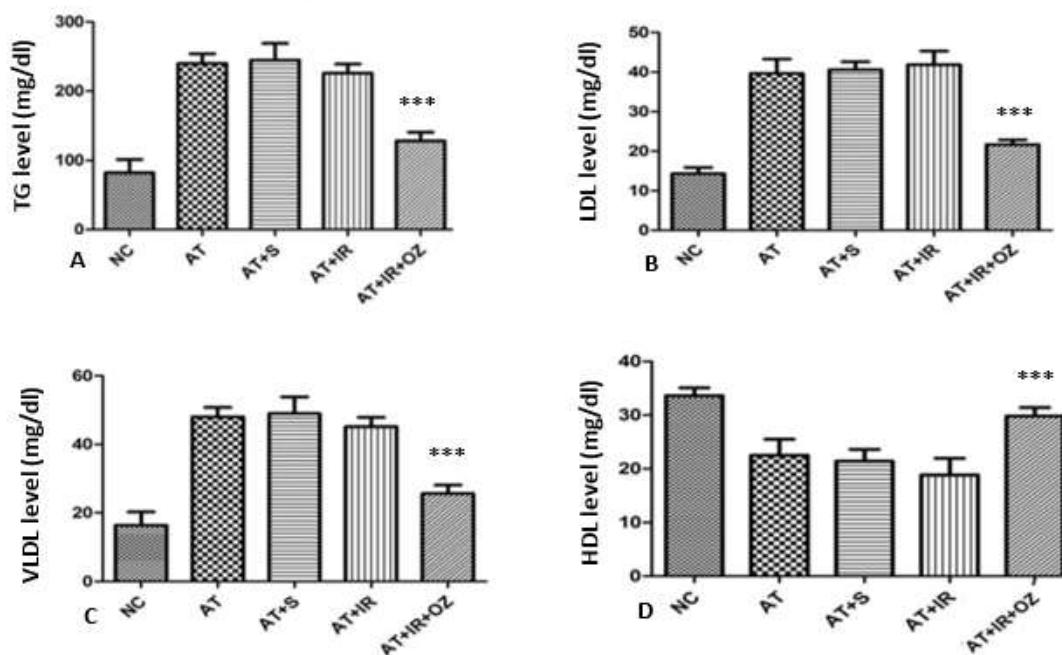 TG level (mg/dl)
300
200
100
0
***
NC
AT
AT+S
AT+IR
AT+IR+OZ
A
LDL level (mg/dl)
50
40
30
20
10
0
***
NC
AT
AT+S
AT+IR
AT+IR+OZ
B
VLDL level (mg/dl)
60
40
20
0
***
NC
AT
AT+S
AT+IR
AT+IR+OZ
C
HDL level (mg/dl)
40
30
20
10
0
***
NC
AT
AT+S
AT+IR
AT+IR+OZ
D